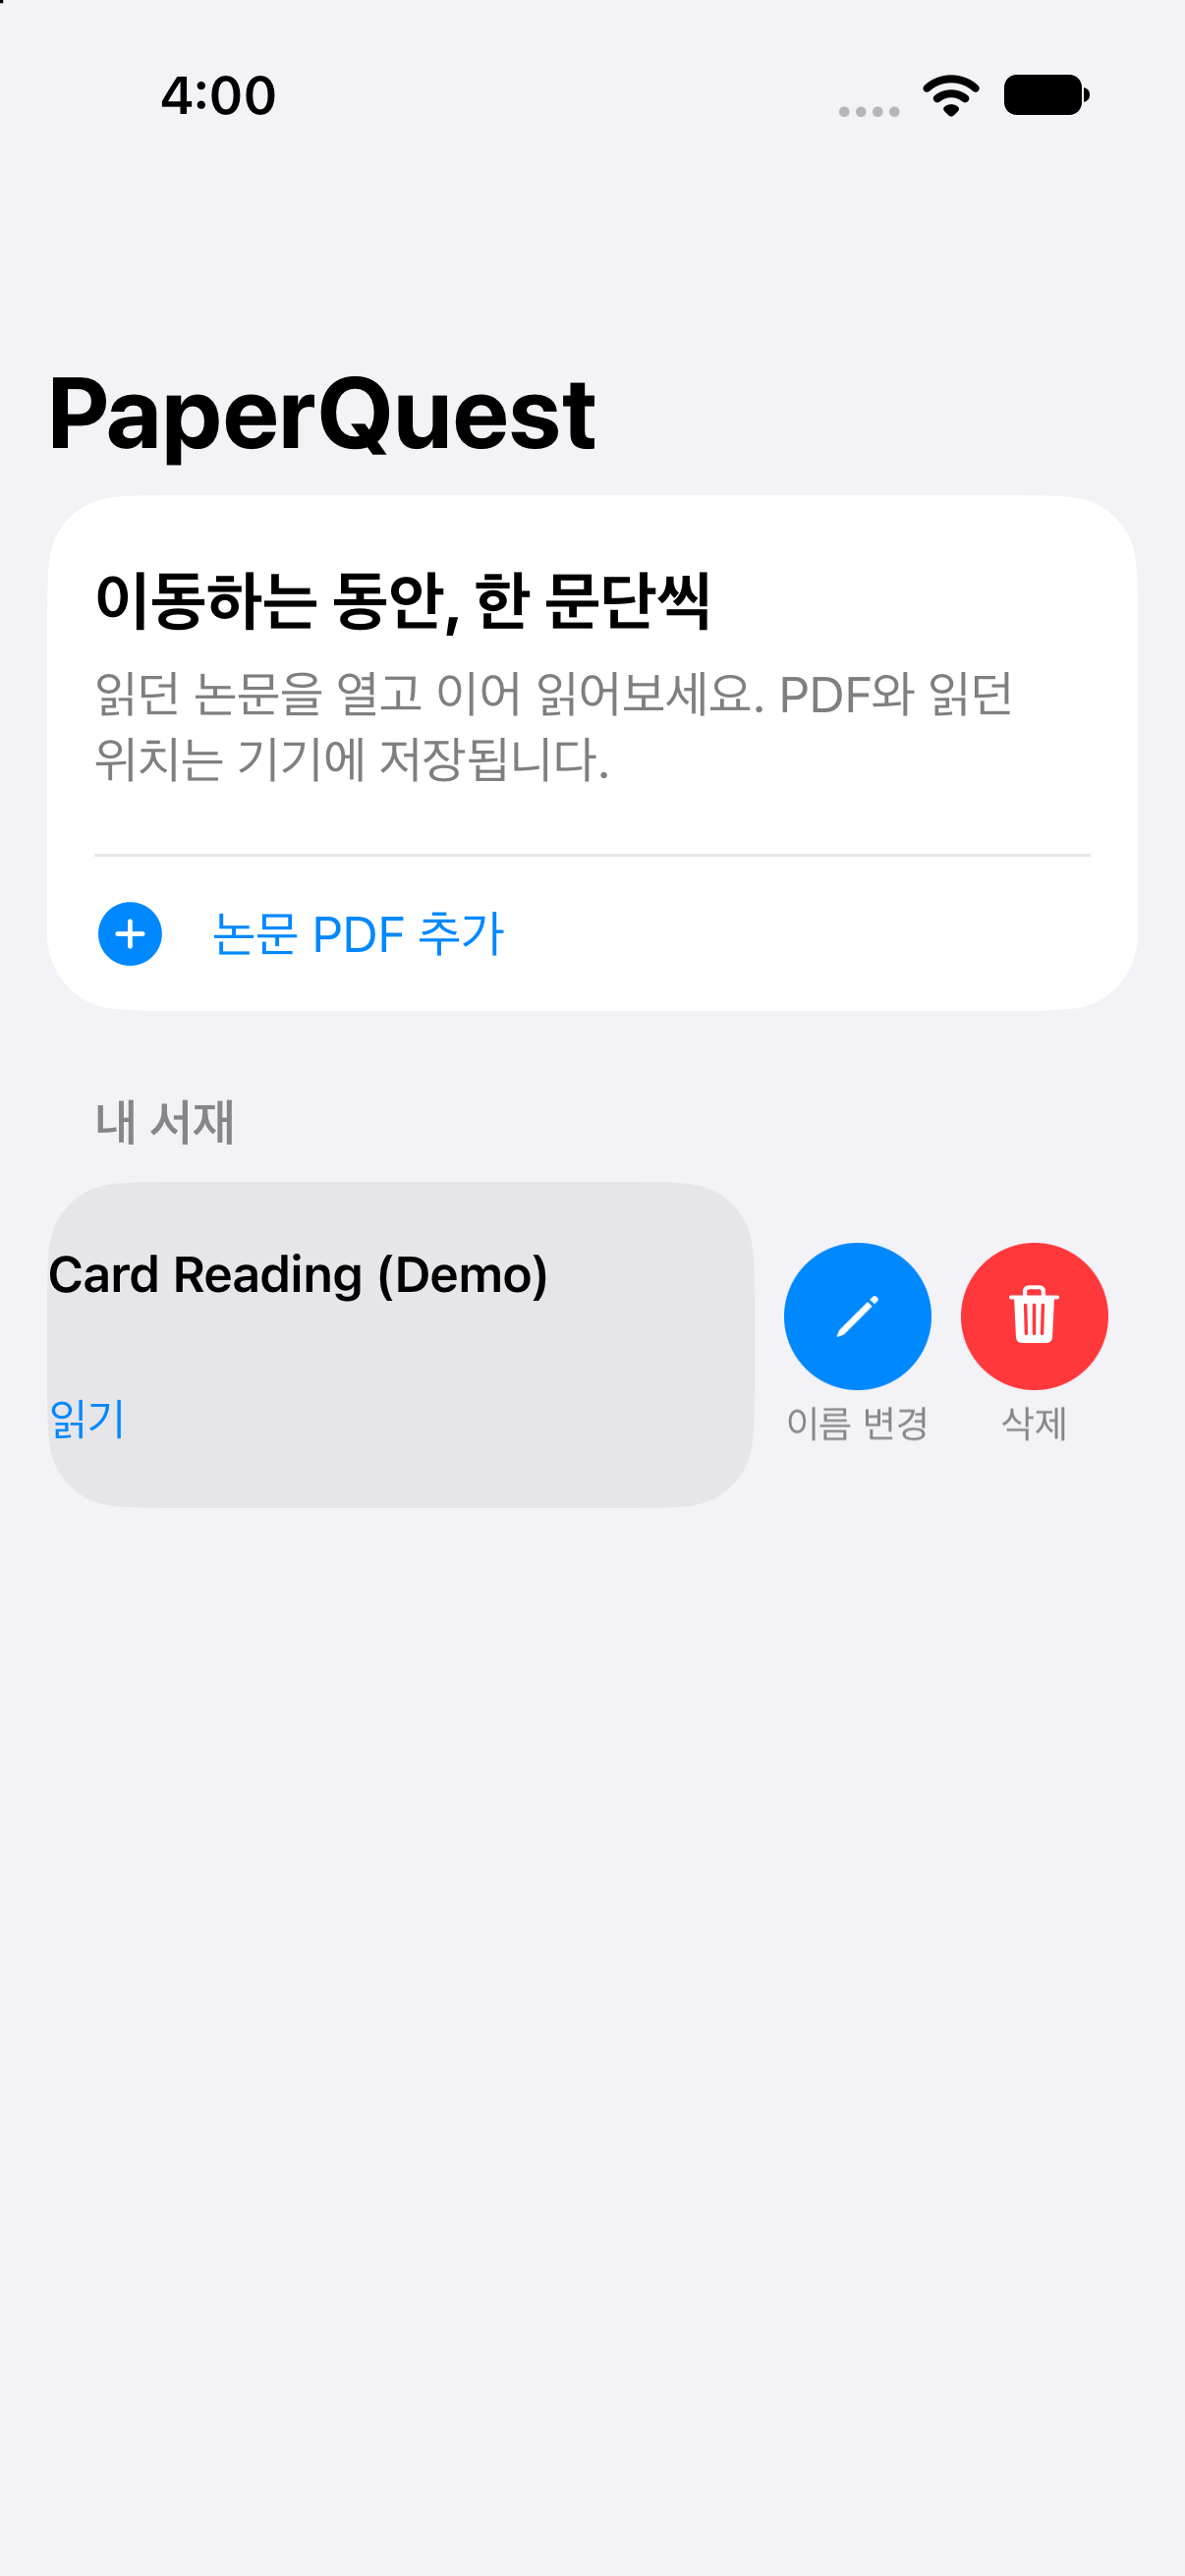 4:00
PaperQuest
이동하는 동안, 한 문단씩
읽던 논문을 열고 이어 읽어보세요. PDF와 읽던
위치는 기기에 저장됩니다.
논문 PDF 추가
내 서재
Card Reading (Demo)
읽기
이름 변경
삭제